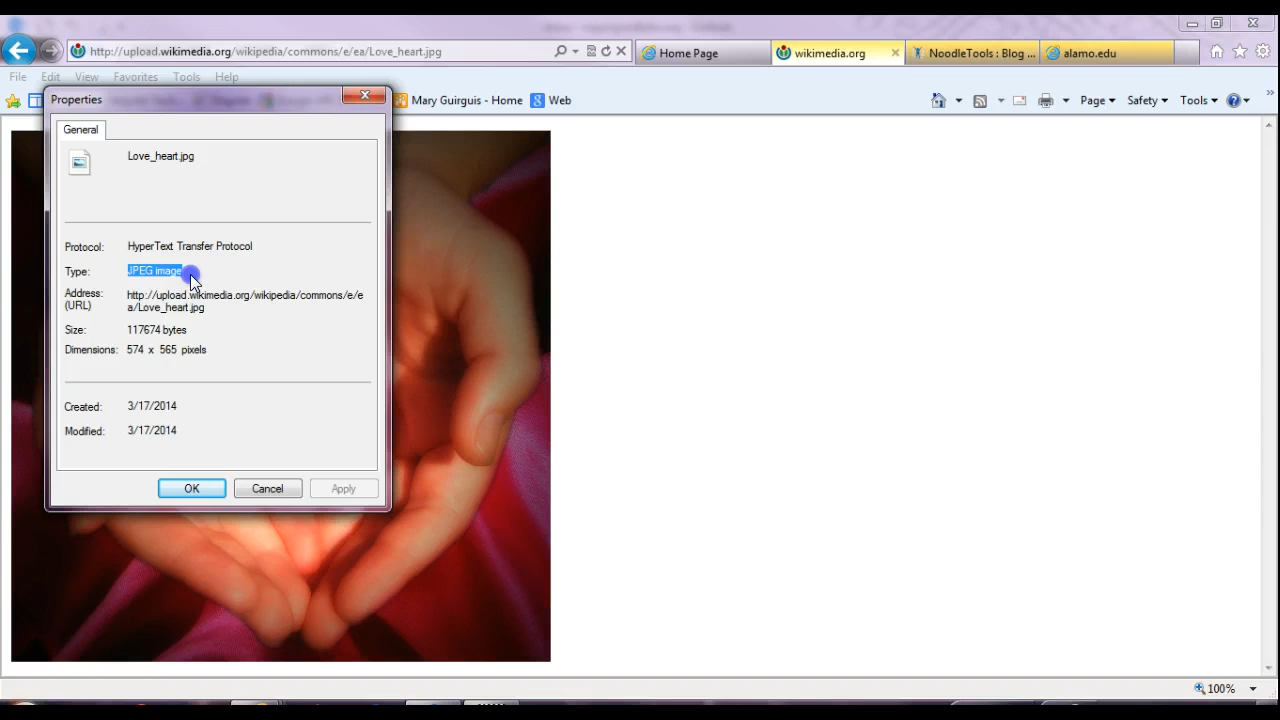 http://upload.wikimedia.org/wikipedia/commons/e/ea/Love_heart.jpg
Home Page
wikimedia.org
NoodleTools : Blog ...
alamo.edu
File Edit View Favorites Tools Help
Mary Guirguis - Home
Web
Page
Safety
Tools
Properties
General
Love_heart.jpg
Protocol: HyperText Transfer Protocol
Type: JPEG image
Address: (URL) http://upload.wikimedia.org/wikipedia/commons/e/e
a/Love_heart.jpg
Size: 117674 bytes
Dimensions: 574 x 565 pixels
Created: 3/17/2014
Modified: 3/17/2014
OK
Cancel
Apply
100%